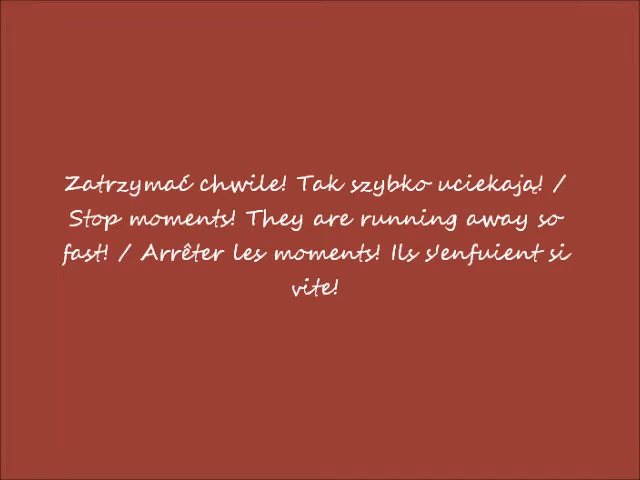 Zatrzymać chwile! Tak szybko uciekają! /
Stop moments! They are running away so
fast! / Arrêter les moments! Ils s'enfuient si
vite!